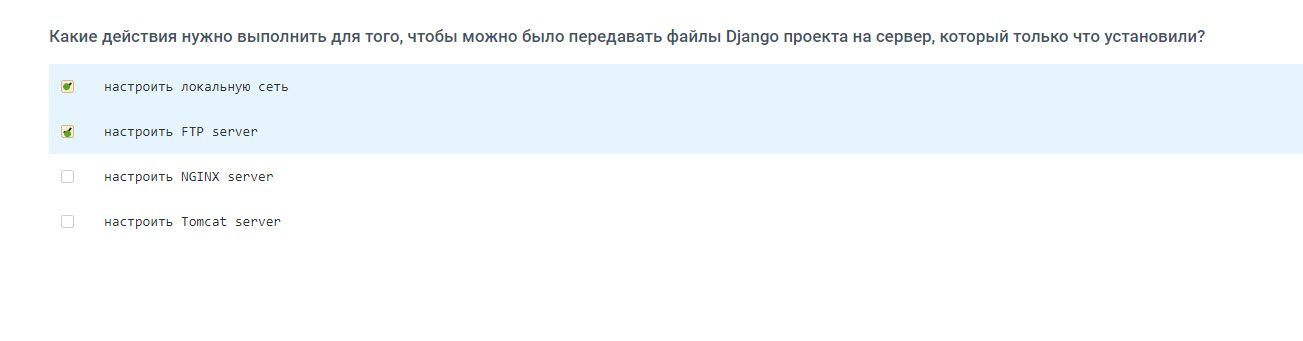 Какие действия нужно выполнить для того, чтобы можно было передавать файлы Django проекта на сервер, который только что установили?
настроить локальную сеть
настроить FTP server
настроить NGINX server
настроить Tomcat server